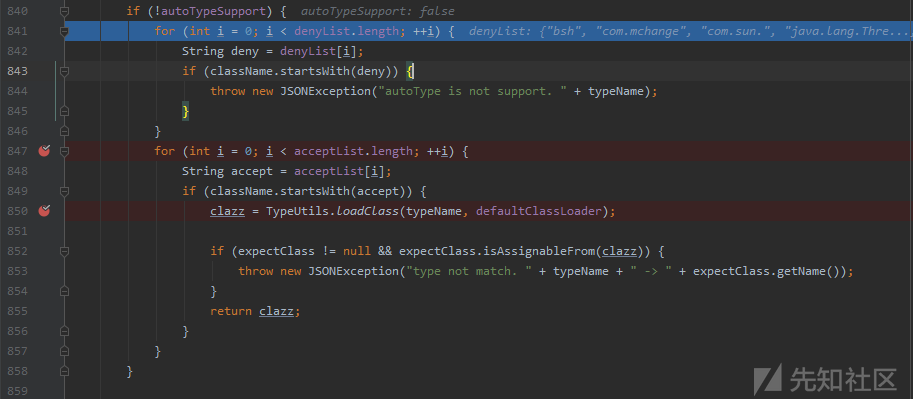 840 if (!autoTypeSupport) { autoTypeSupport: false
841 for (int i = 0; i < denyList.length; ++i) { denyList: {"bsh", "com.mchange", "com.sun.", "java.lang.Thre...
842 String deny = denyList[i];
843 if (className.startsWith(deny)) {
844 throw new JSONException("autoType is not support. " + typeName);
845 }
846 }
847 for (int i = 0; i < acceptList.length; ++i) {
848 String accept = acceptList[i];
849 if (className.startsWith(accept)) {
850 clazz = TypeUtils.loadClass(typeName, defaultClassLoader);
851
852 if (expectClass != null && expectClass.isAssignableFrom(clazz)) {
853 throw new JSONException("type not match. " + typeName + " -> " + expectClass.getName());
854 }
855 return clazz;
856 }
857 }
858 }
859
先知社区